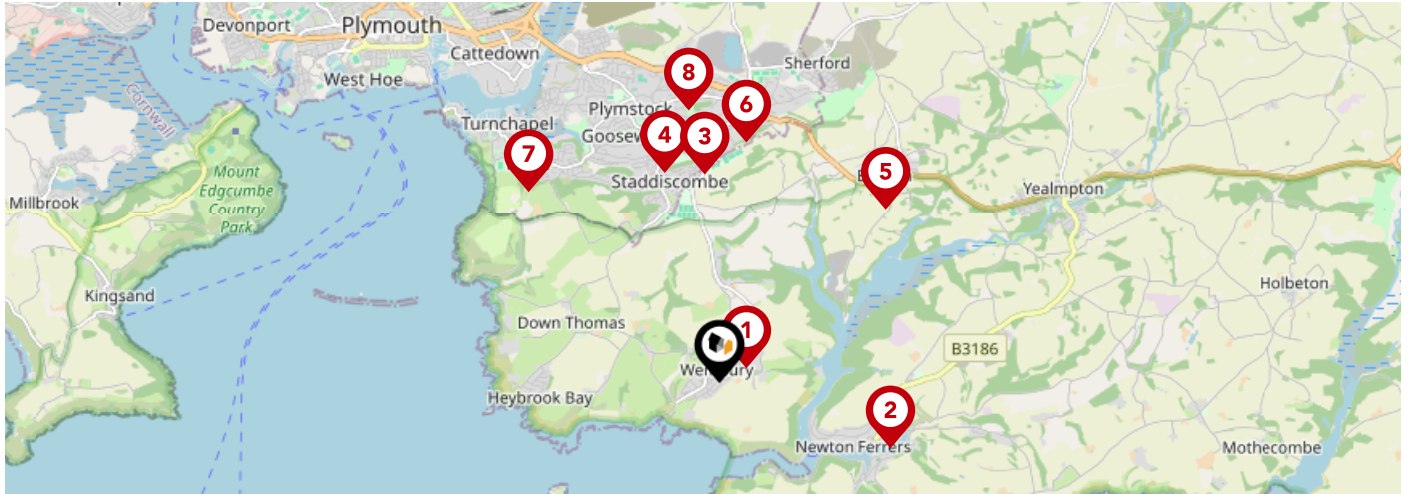 Devonport
Plymouth
Cattedown
West Hoe
Sherford
8
Cornwall
Plymstock
6
Turnchapel
4
3
7
Staddiscombe
5
Mount
Edgcumbe
Country
Park
Millbrook
Yealmpton
Kingsand
Holbeton
Down Thomas
1
B3186
Heybrook Bay
2
Newton Ferrers
Mothecombe